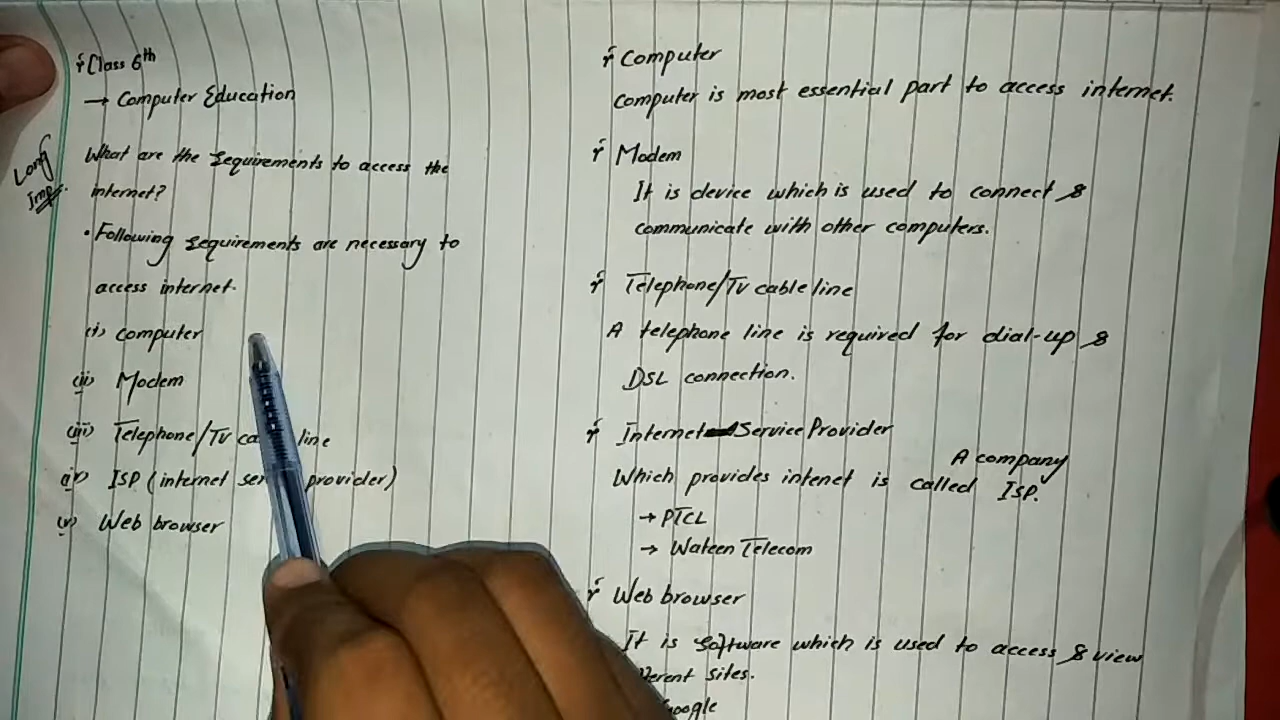 Class 6th
→ Computer Education
Long
Imp.
What are the requirements to access the
internet?
• Following requirements are necessary to
access internet.
(i) computer
(ii) Modem
(iii) Telephone/Tv line
(iv) ISP (internet provider)
(v) Web browser
Computer
computer is most essential part to access internet.
Modem
It is device which is used to connect &
communicate with other computers.
Telephone/Tv cable line
A telephone line is required for dial-up &
DSL connection.
Internet Service Provider
A company
Which provides intenet is called ISP.
→ PTCL
→ Wateen Telecom
Web browser
It is software which is used to access & view
sites.
Google